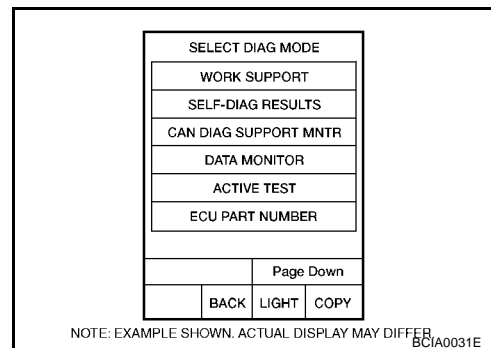 SELECT DIAG MODE
WORK SUPPORT
SELF-DIAG RESULTS
CAN DIAG SUPPORT MNTR
DATA MONITOR
ACTIVE TEST
ECU PART NUMBER
Page Down
BACK LIGHT COPY
NOTE: EXAMPLE SHOWN. ACTUAL DISPLAY MAY DIFFER.
BCIA0031E